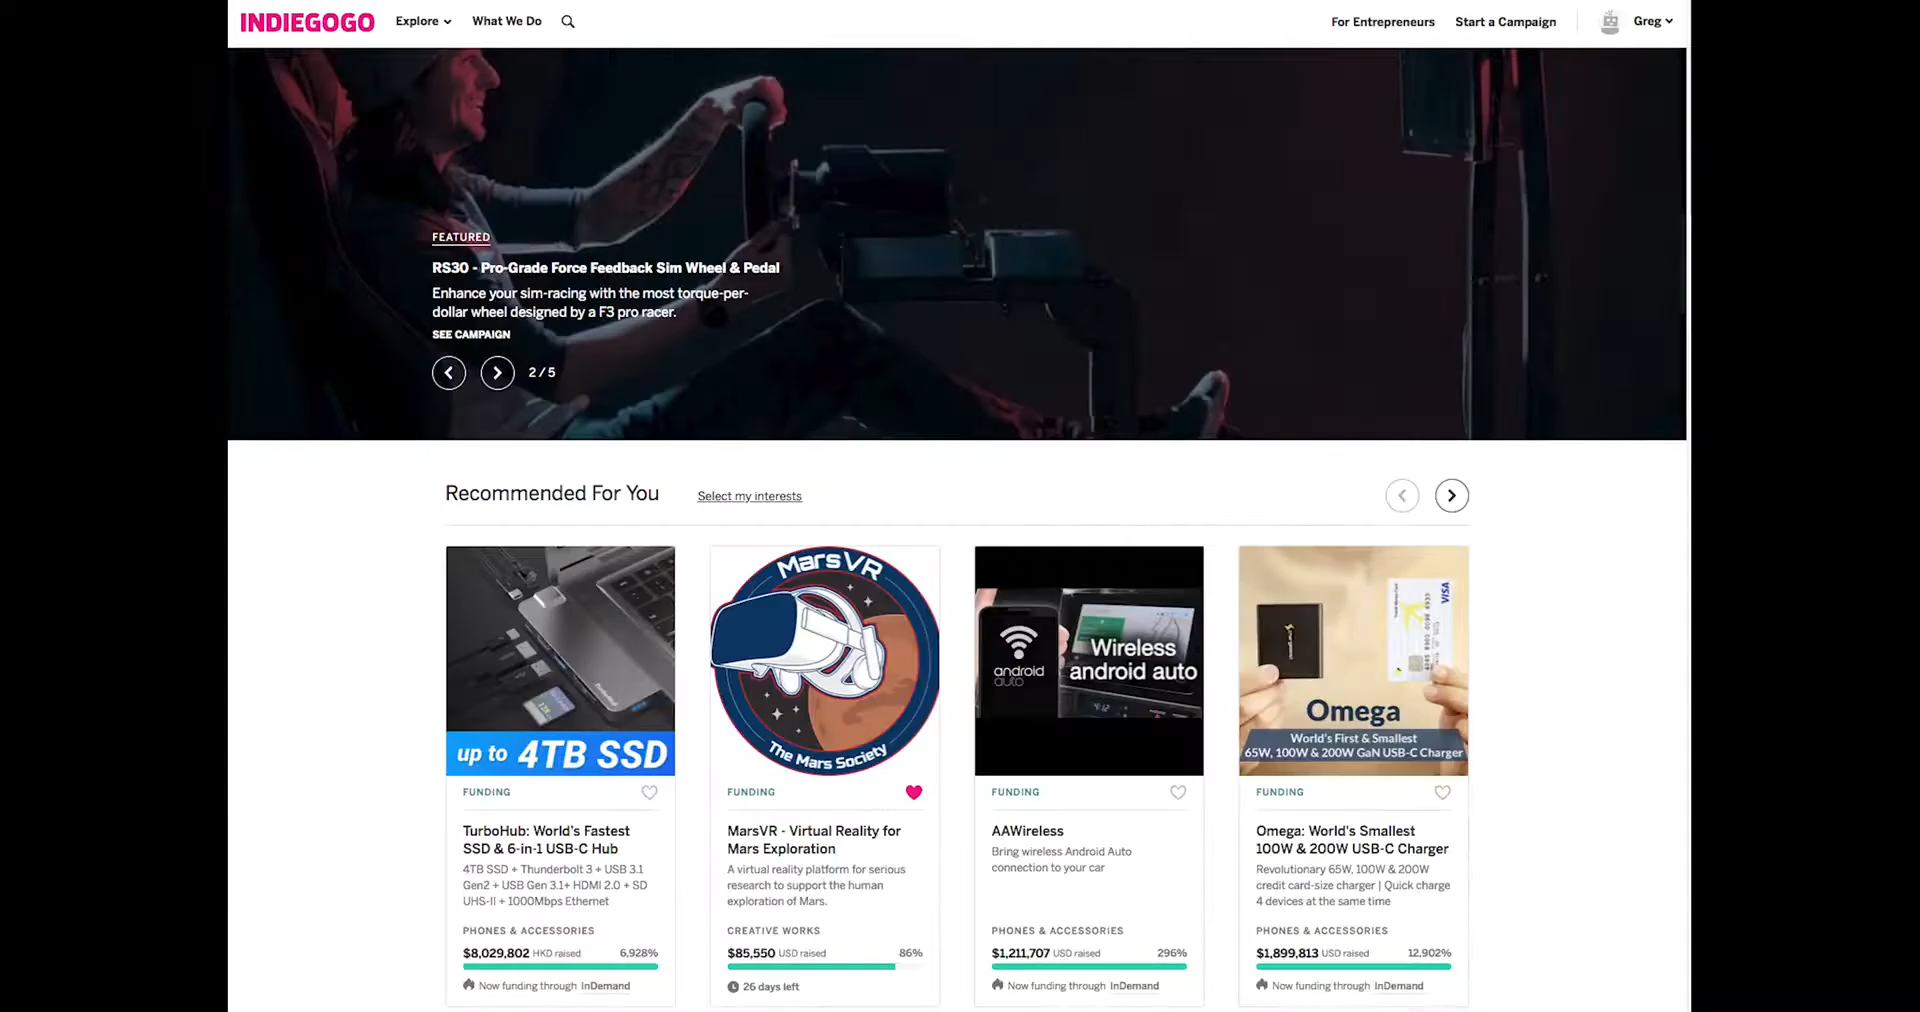 INDIEGOGO
Explore
What We Do
For Entrepreneurs
Start a Campaign
Greg
FEATURED
RS30 - Pro-Grade Force Feedback Sim Wheel & Pedal
Enhance your sim-racing with the most torque-per-
dollar wheel designed by a F3 pro racer.
SEE CAMPAIGN
2 / 5
Recommended For You
Select my interests
up to 4TB SSD
FUNDING
TurboHub: World's Fastest
SSD & 6-in-1 USB-C Hub
4TB SSD + Thunderbolt 3 + USB 3.1
Gen2 + USB Gen 3.1+ HDMI 2.0 + SD
UHS-II + 1000Mbps Ethernet
PHONES & ACCESSORIES
$8,029,802 HKD raised 6,928%
Now funding through InDemand
MarsVR
The Mars Society
FUNDING
MarsVR - Virtual Reality for
Mars Exploration
A virtual reality platform for serious
research to support the human
exploration of Mars.
CREATIVE WORKS
$85,550 USD raised 86%
26 days left
android
auto
Wireless
android auto
FUNDING
AAWireless
Bring wireless Android Auto
connection to your car
PHONES & ACCESSORIES
$1,211,707 USD raised 296%
Now funding through InDemand
VISA
Omega
World's First & Smallest
65W, 100W & 200W GaN USB-C Charger
FUNDING
Omega: World's Smallest
100W & 200W USB-C Charger
Revolutionary 65W, 100W & 200W
credit card-size charger | Quick charge
4 devices at the same time
PHONES & ACCESSORIES
$1,899,813 USD raised 12,902%
Now funding through InDemand